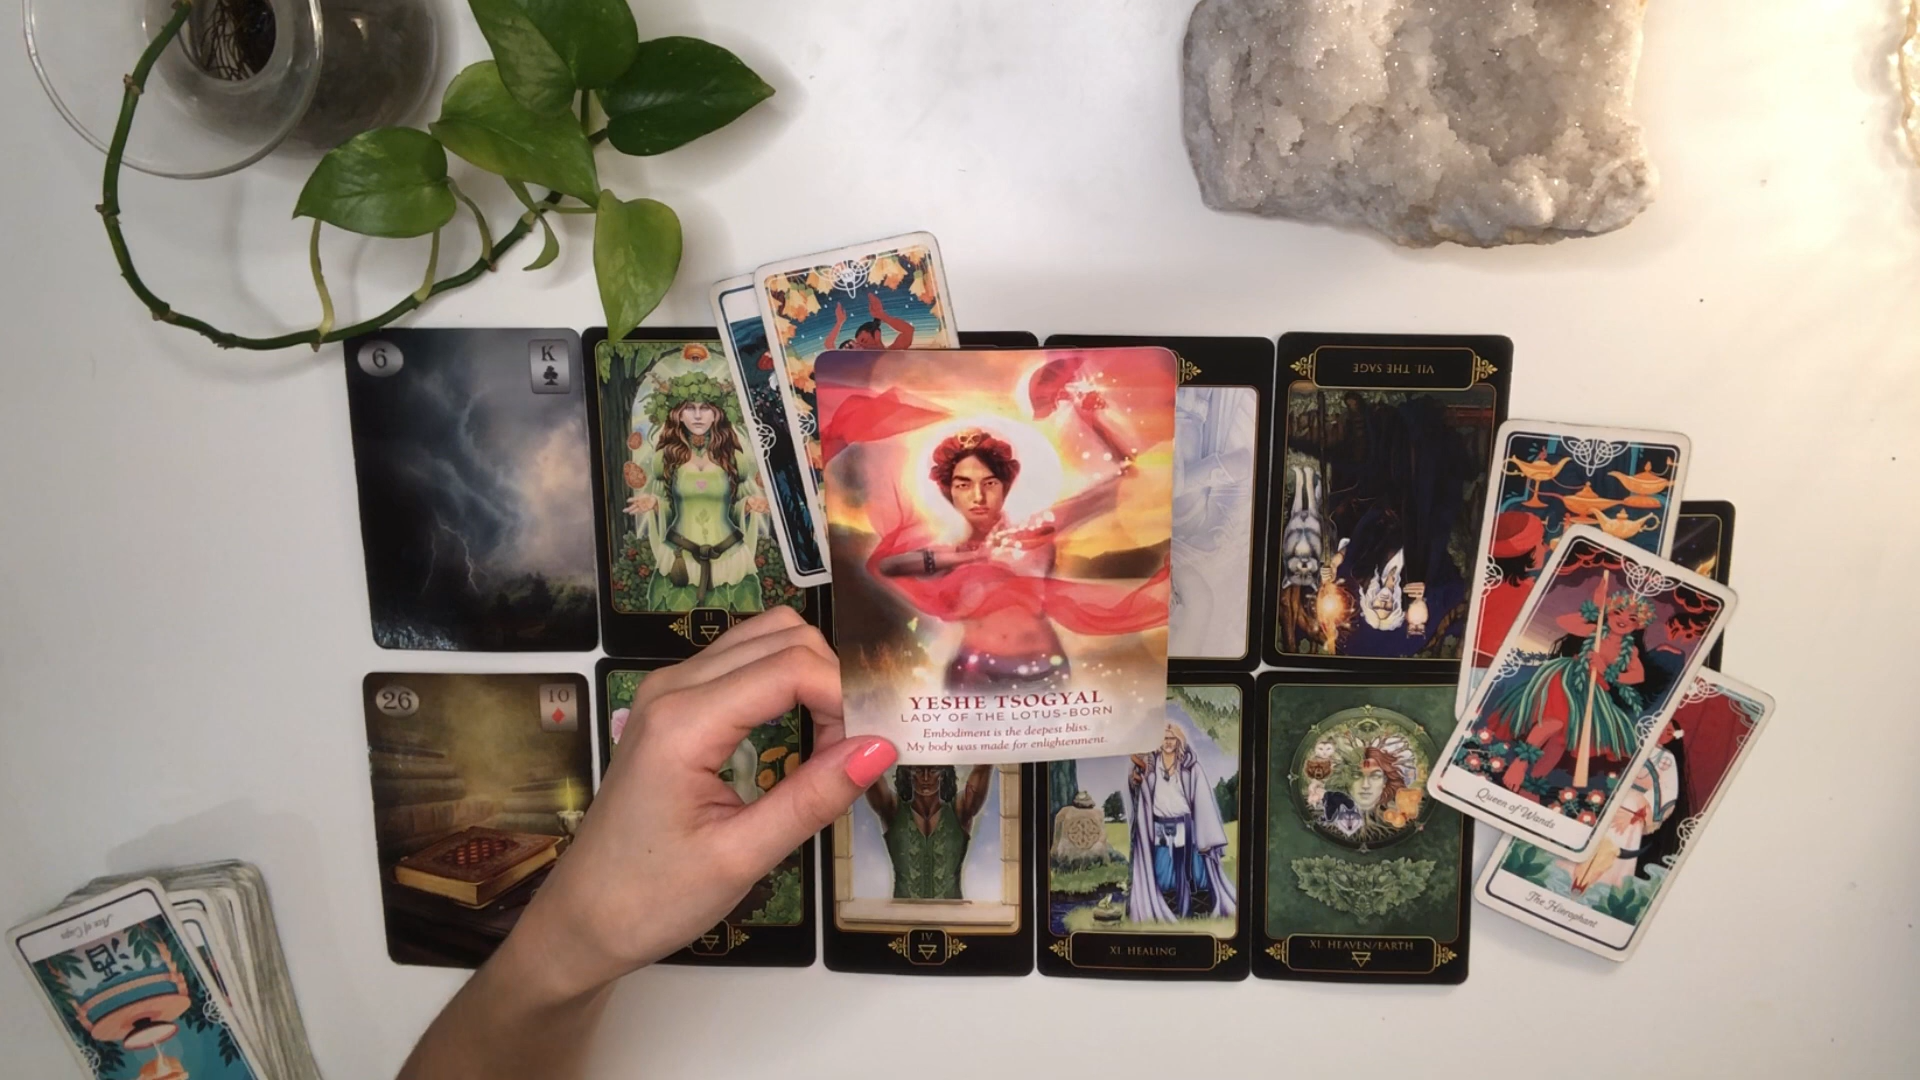 6
K
VII. THE SAGE
II
YESHE TSOGYAL
LADY OF THE LOTUS-BORN
Embodiment is the deepest bliss.
My body was made for enlightenment.
Queen of Wands
The Hierophant
26
10
IV
XI. HEALING
XI. HEAVEN/EARTH
Ace of Cups